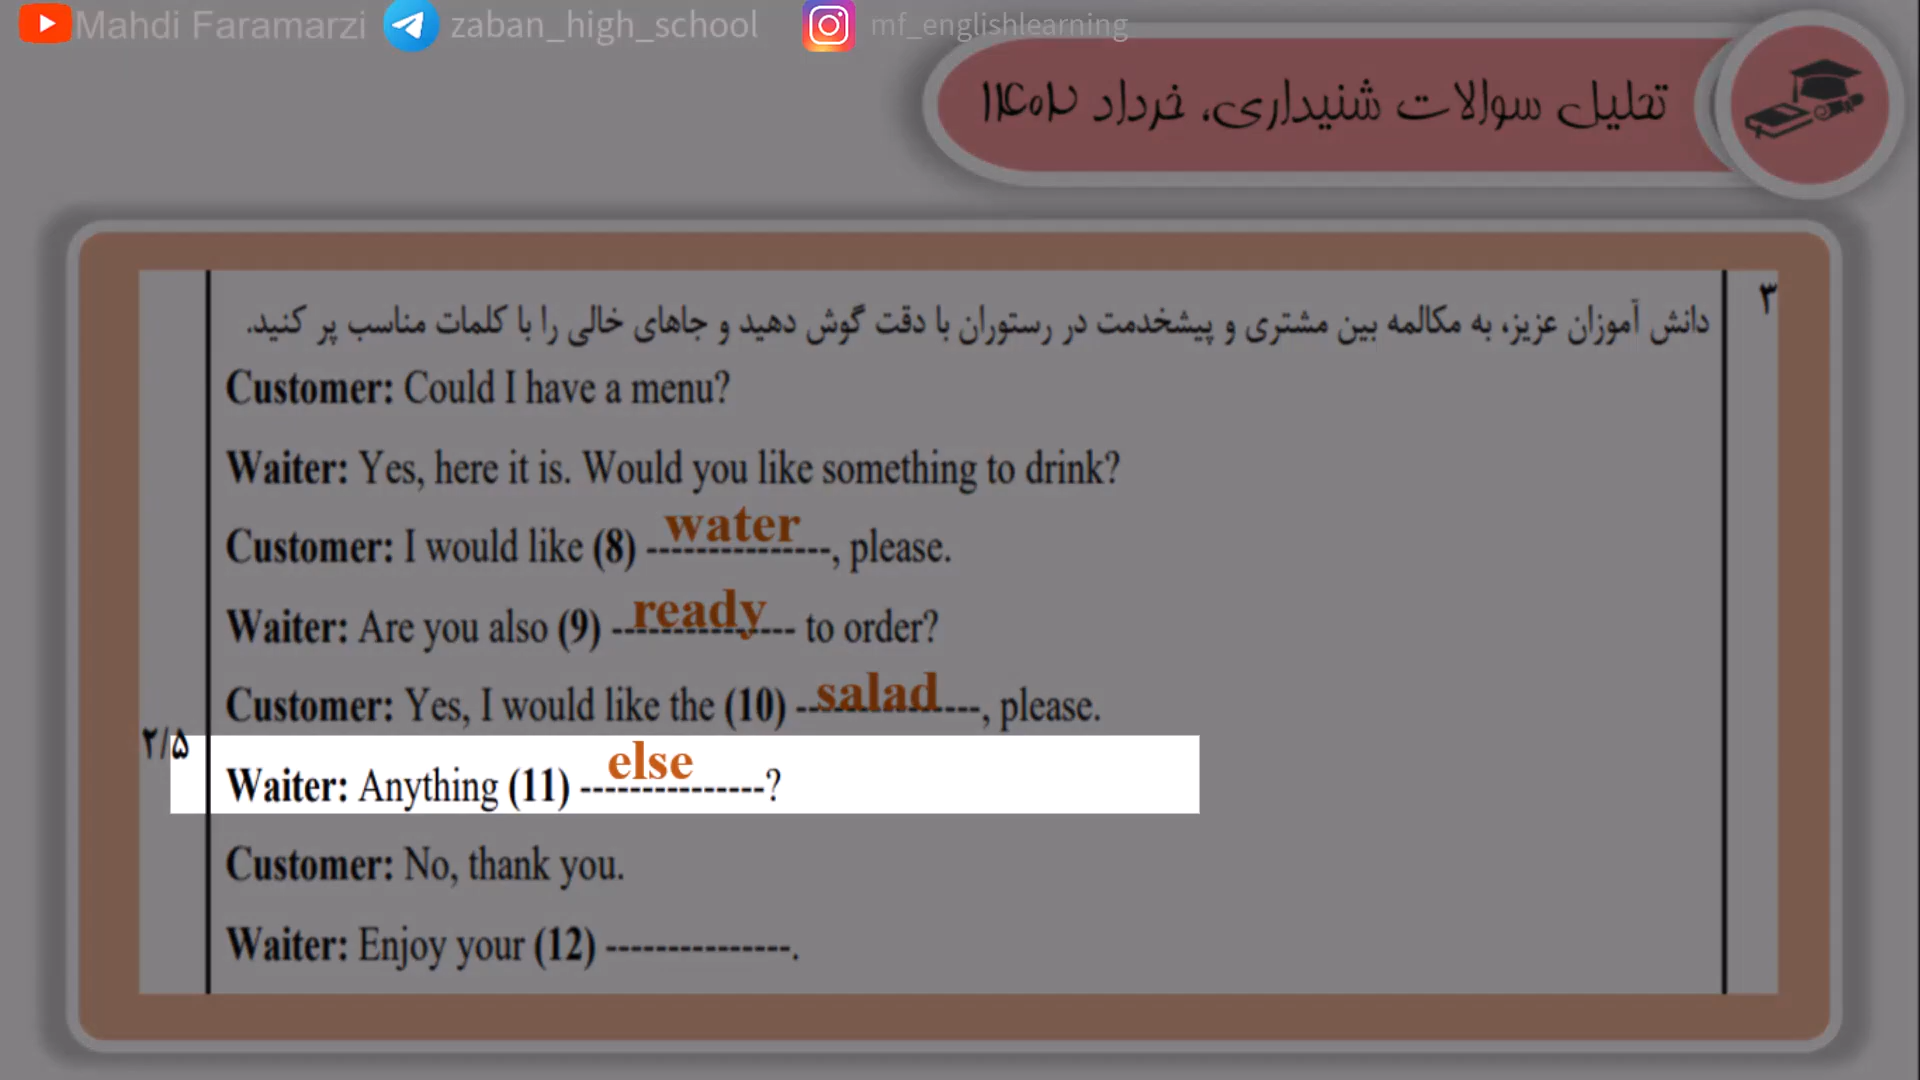 Mahdi Faramarzi zaban_high_school mf_englishlearning
تحلیل سوالات شنیداری، خرداد ۱۴۰۲
۳
دانش آموزان عزیز، به مکالمه بین مشتری و پیشخدمت در رستوران با دقت گوش دهید و جاهای خالی را با کلمات مناسب پر کنید.
Customer: Could I have a menu?
Waiter: Yes, here it is. Would you like something to drink?
Customer: I would like (8) water ---------------, please.
Waiter: Are you also (9) ready --------------- to order?
Customer: Yes, I would like the (10) salad ---------------, please.
۲/۵
Waiter: Anything (11) else ---------------?
Customer: No, thank you.
Waiter: Enjoy your (12) ---------------.